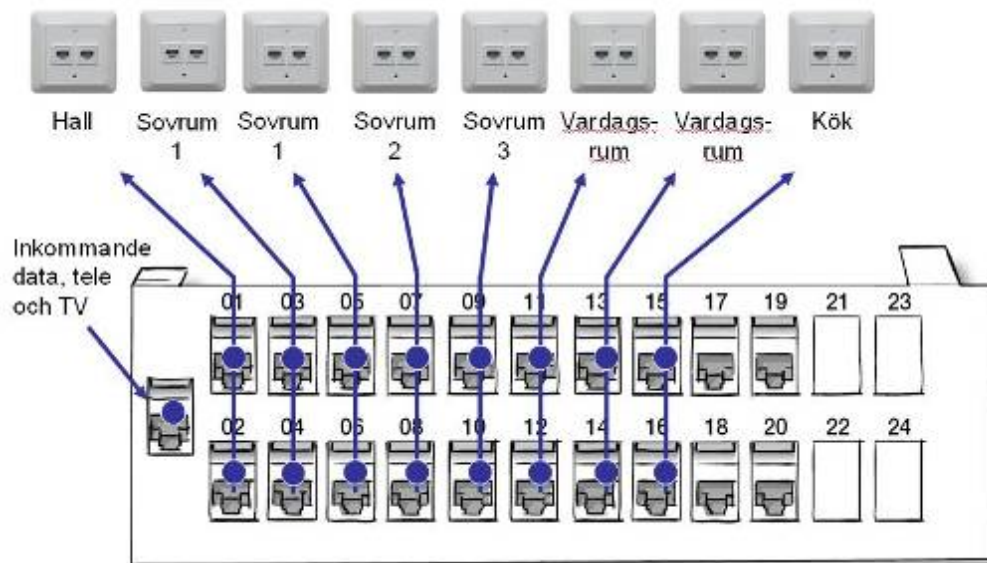 Hall Sovrum Sovrum Sovrum Sovrum Vardags- Vardags- Kök
1 1 2 3 rum rum
Inkommande
data, tele
och TV
01 03 05 07 09 11 13 15 17 19 21 23
02 04 06 08 10 12 14 16 18 20 22 24